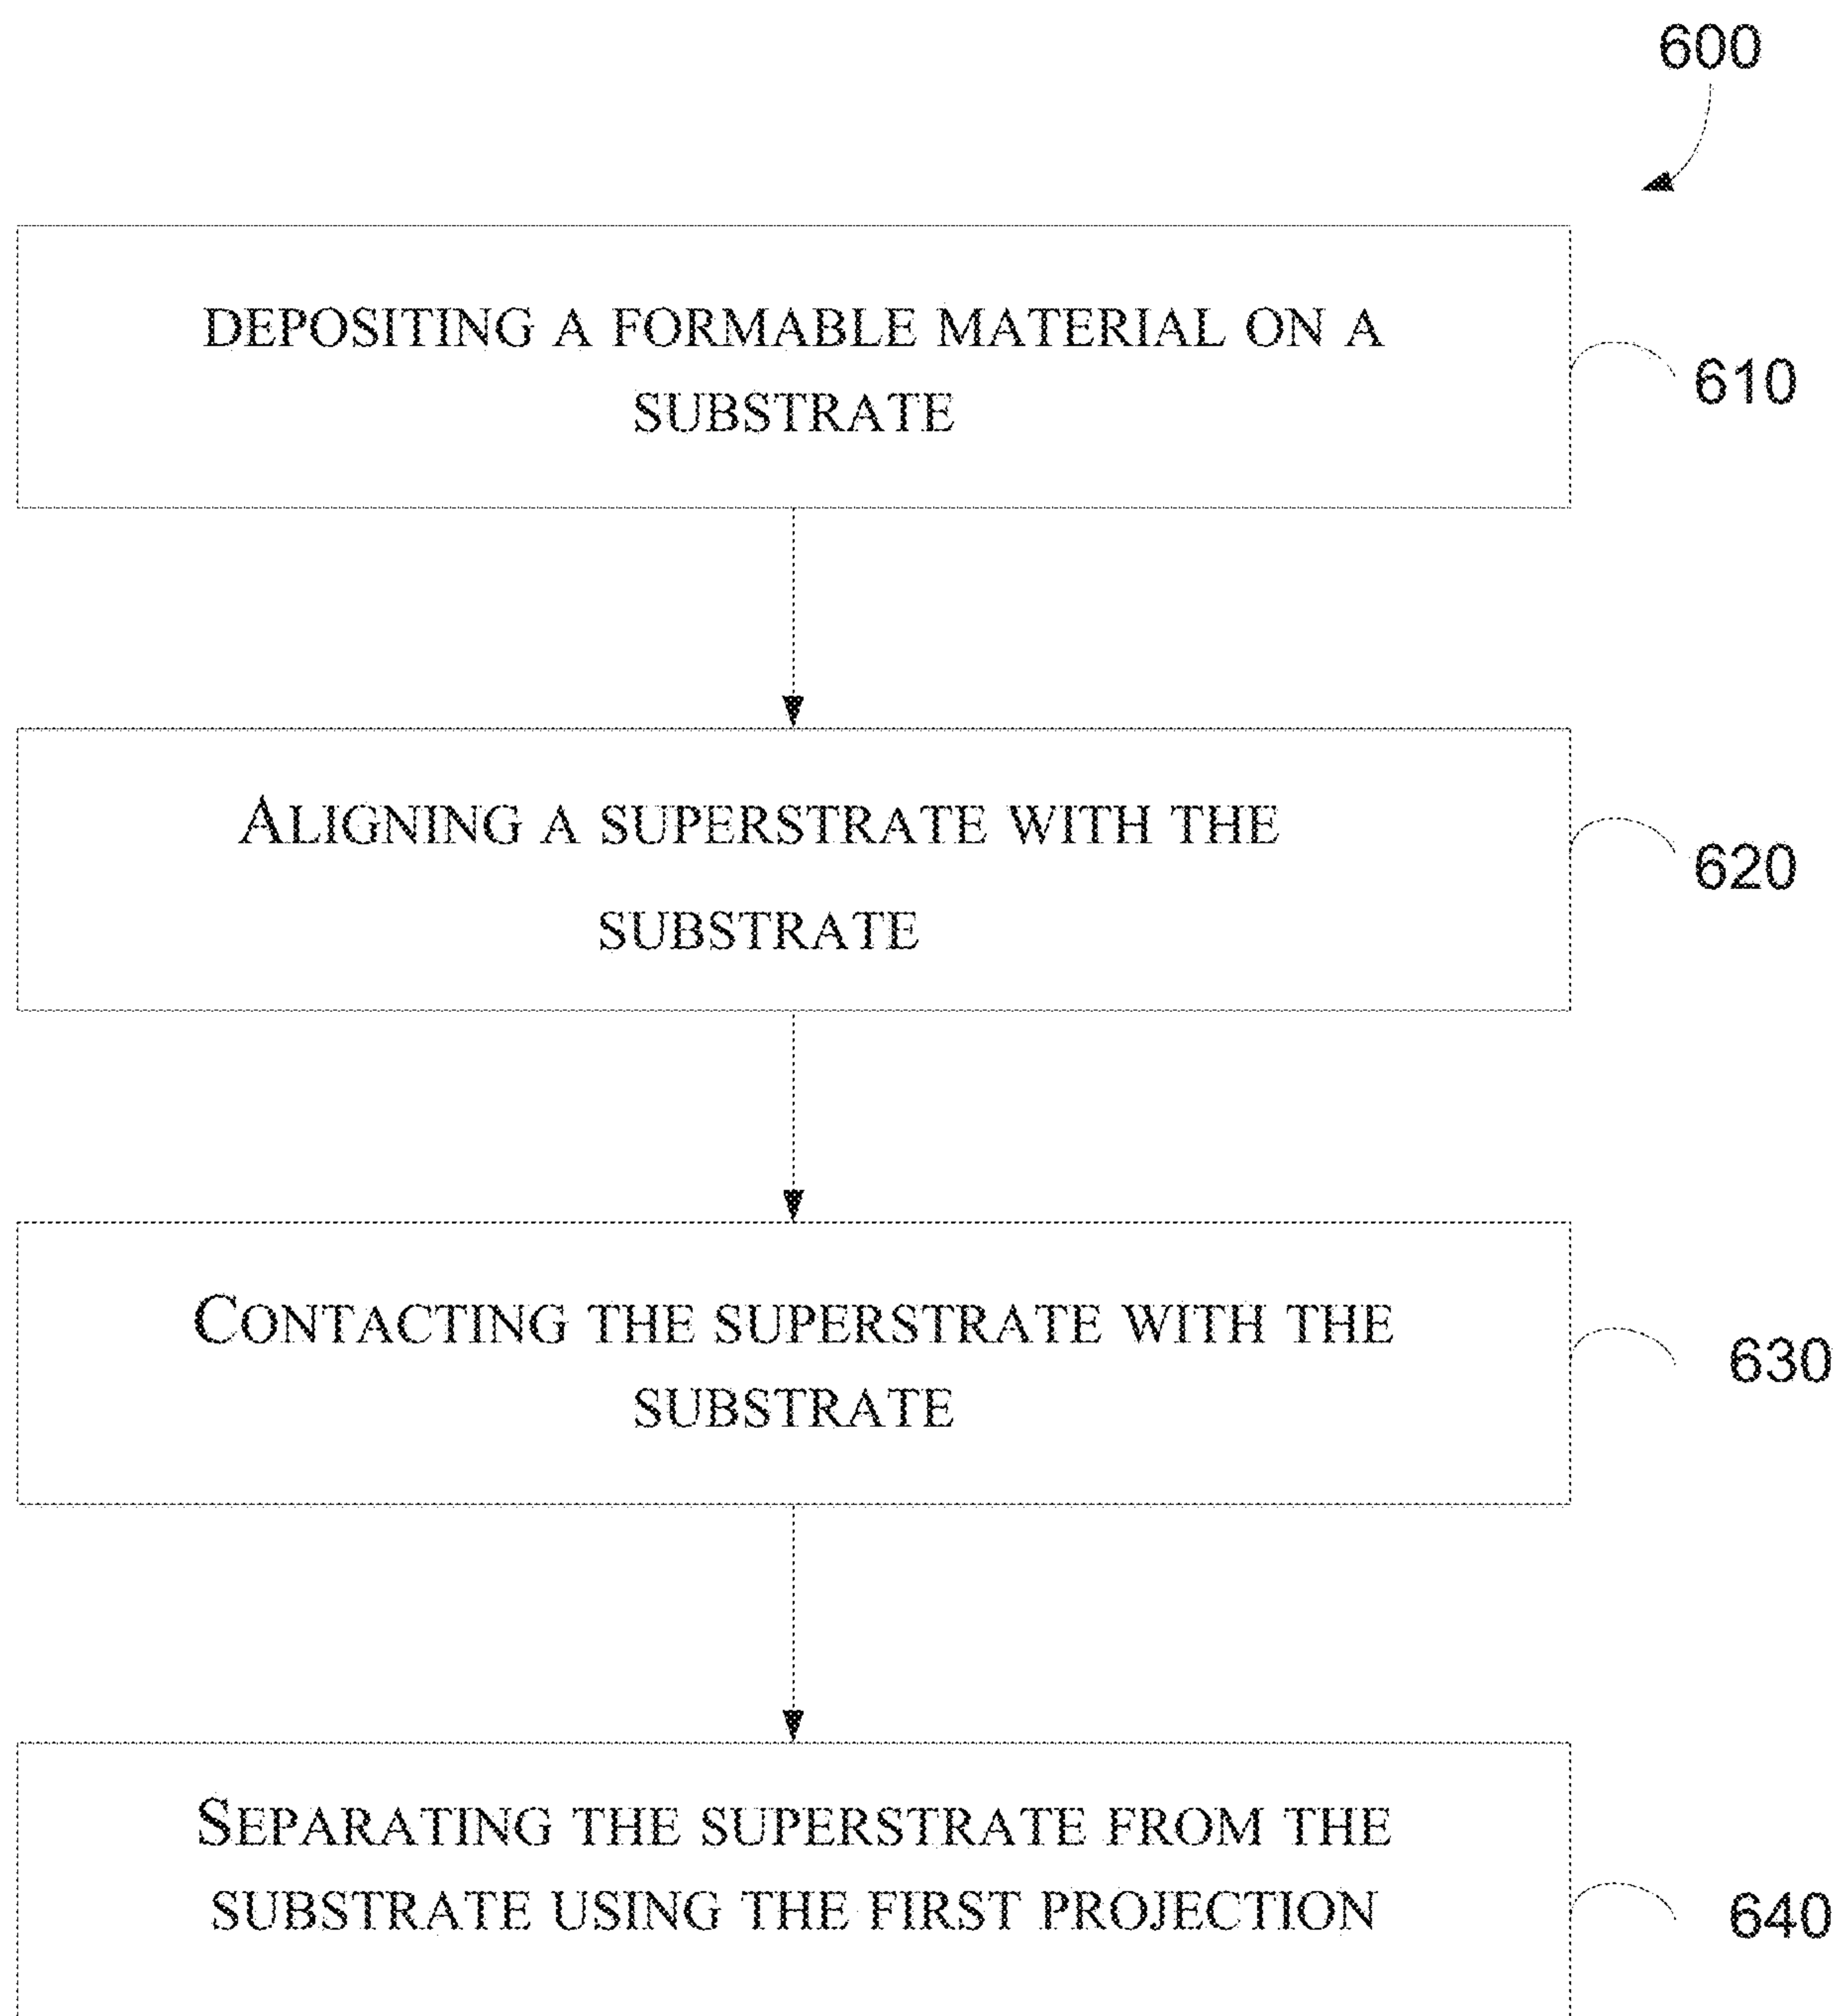 600
DEPOSITING A FORMABLE MATERIAL ON A
SUBSTRATE
610
ALIGNING A SUPERSTRATE WITH THE
SUBSTRATE
620
CONTACTING THE SUPERSTRATE WITH THE
SUBSTRATE
630
SEPARATING THE SUPERSTRATE FROM THE
SUBSTRATE USING THE FIRST PROJECTION
640